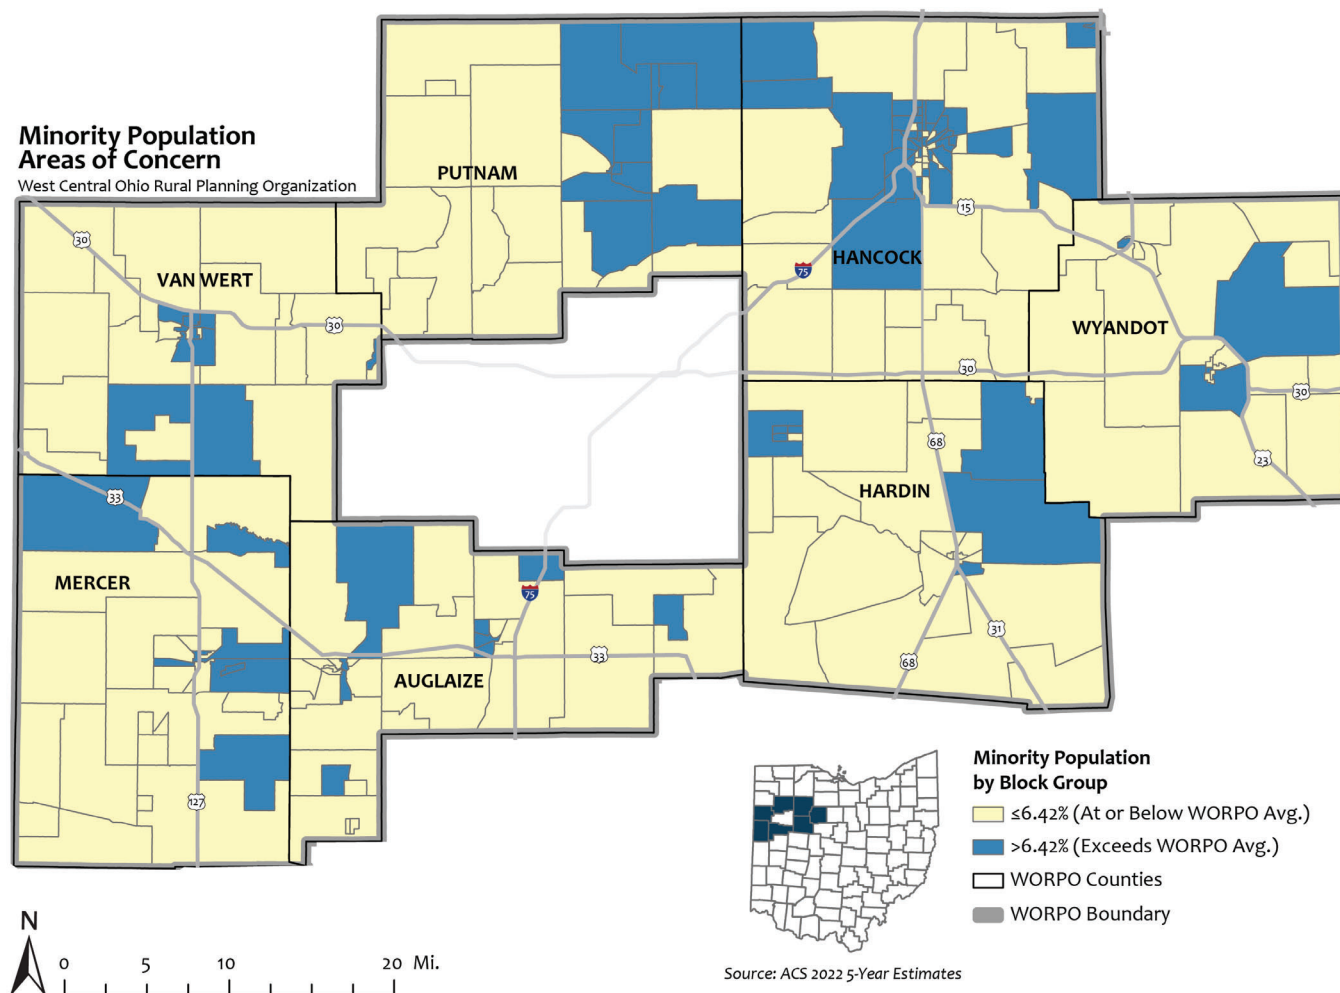 Minority Population
Areas of Concern
West Central Ohio Rural Planning Organization
PUTNAM
VAN WERT
HANCOCK
WYANDOT
HARDIN
MERCER
AUGLAIZE
30
30
15
75
30
30
23
68
33
75
31
68
33
127
Minority Population
by Block Group
≤6.42% (At or Below WORPO Avg.)
>6.42% (Exceeds WORPO Avg.)
WORPO Counties
WORPO Boundary
Source: ACS 2022 5-Year Estimates
N
0 5 10 20 Mi.